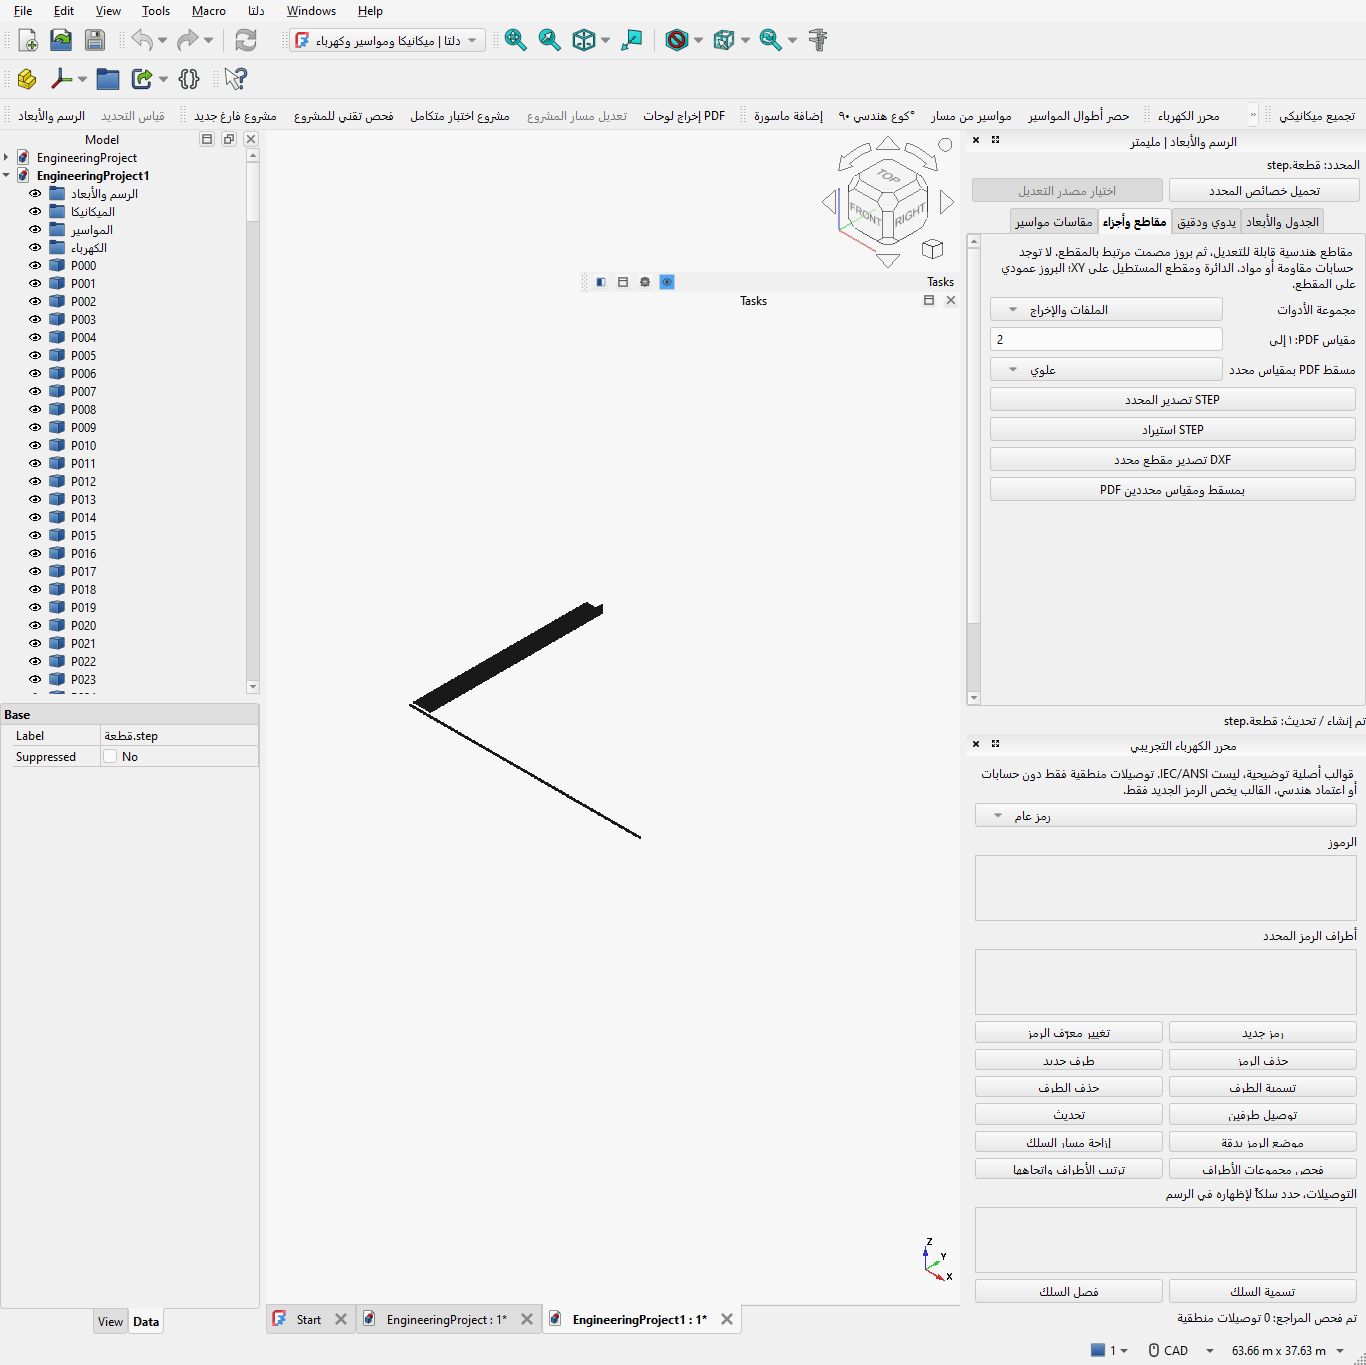 File Edit View Tools Macro دلتا Windows Help
دلتا | ميكانيكا ومواسير وكهرباء
الرسم والأبعاد
قياس التحديد
مشروع فارغ جديد
فحص تقني للمشروع
مشروع اختبار متكامل
تعديل مسار المشروع
إخراج لوحات PDF
إضافة ماسورة
كوع هندسي ٩٠°
مواسير من مسار
حصر أطوال المواسير
محرر الكهرباء
تجميع ميكانيكي
Model
EngineeringProject
EngineeringProject1
الرسم والأبعاد
الميكانيكا
المواسير
الكهرباء
P000
P001
P002
P003
P004
P005
P006
P007
P008
P009
P010
P011
P012
P013
P014
P015
P016
P017
P018
P019
P020
P021
P022
P023
Base
Label قطعة.step
Suppressed No
View Data
TOP
FRONT
RIGHT
Tasks
Tasks
Z
Y
X
Start
EngineeringProject : 1*
EngineeringProject1 : 1*
الرسم والأبعاد | مليمتر
المحدد: قطعة.step
تحميل خصائص المحدد
اختيار مصدر التعديل
الجدول والأبعاد
يدوي ودقيق
مقاطع وأجزاء
مقاسات مواسير
مقاطع هندسية قابلة للتعديل، ثم بروز مصمت مرتبط بالمقطع. لا توجد
حسابات مقاومة أو مواد. الدائرة ومقطع المستطيل على XY؛ البروز عمودي
على المقطع.
مجموعة الأدوات
الملفات والإخراج
مقياس PDF:١ إلى
2
مسقط PDF بمقياس محدد
علوي
تصدير المحدد STEP
استيراد STEP
تصدير مقطع محدد DXF
PDF بمسقط ومقياس محددين
تم إنشاء / تحديث: قطعة.step
محرر الكهرباء التجريبي
قوالب أصلية توضيحية، ليست IEC/ANSI. توصيلات منطقية فقط دون حسابات
أو اعتماد هندسي. القالب يخص الرمز الجديد فقط.
رمز عام
الرموز
أطراف الرمز المحدد
رمز جديد
تغيير معرّف الرمز
حذف الرمز
طرف جديد
تسمية الطرف
حذف الطرف
توصيل طرفين
تحديث
موضع الرمز بدقة
إزاحة مسار السلك
فحص مجموعات الأطراف
ترتيب الأطراف واتجاهها
التوصيلات، حدد سلكاً لإظهاره في الرسم
تسمية السلك
فصل السلك
تم فحص المراجع: 0 توصيلات منطقية
1 CAD 63.66 m x 37.63 m